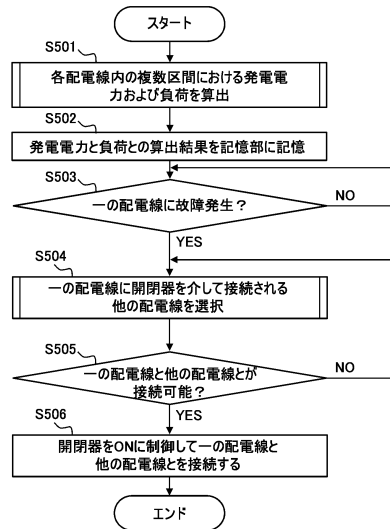 スタート
S501
各配電線内の複数区間における発電電
力および負荷を算出
S502
発電電力と負荷との算出結果を記憶部に記憶
S503
一の配電線に故障発生？
NO
YES
S504
一の配電線に開閉器を介して接続される
他の配電線を選択
S505
一の配電線と他の配電線とが
接続可能？
NO
YES
S506
開閉器をONに制御して一の配電線と
他の配電線とを接続する
エンド